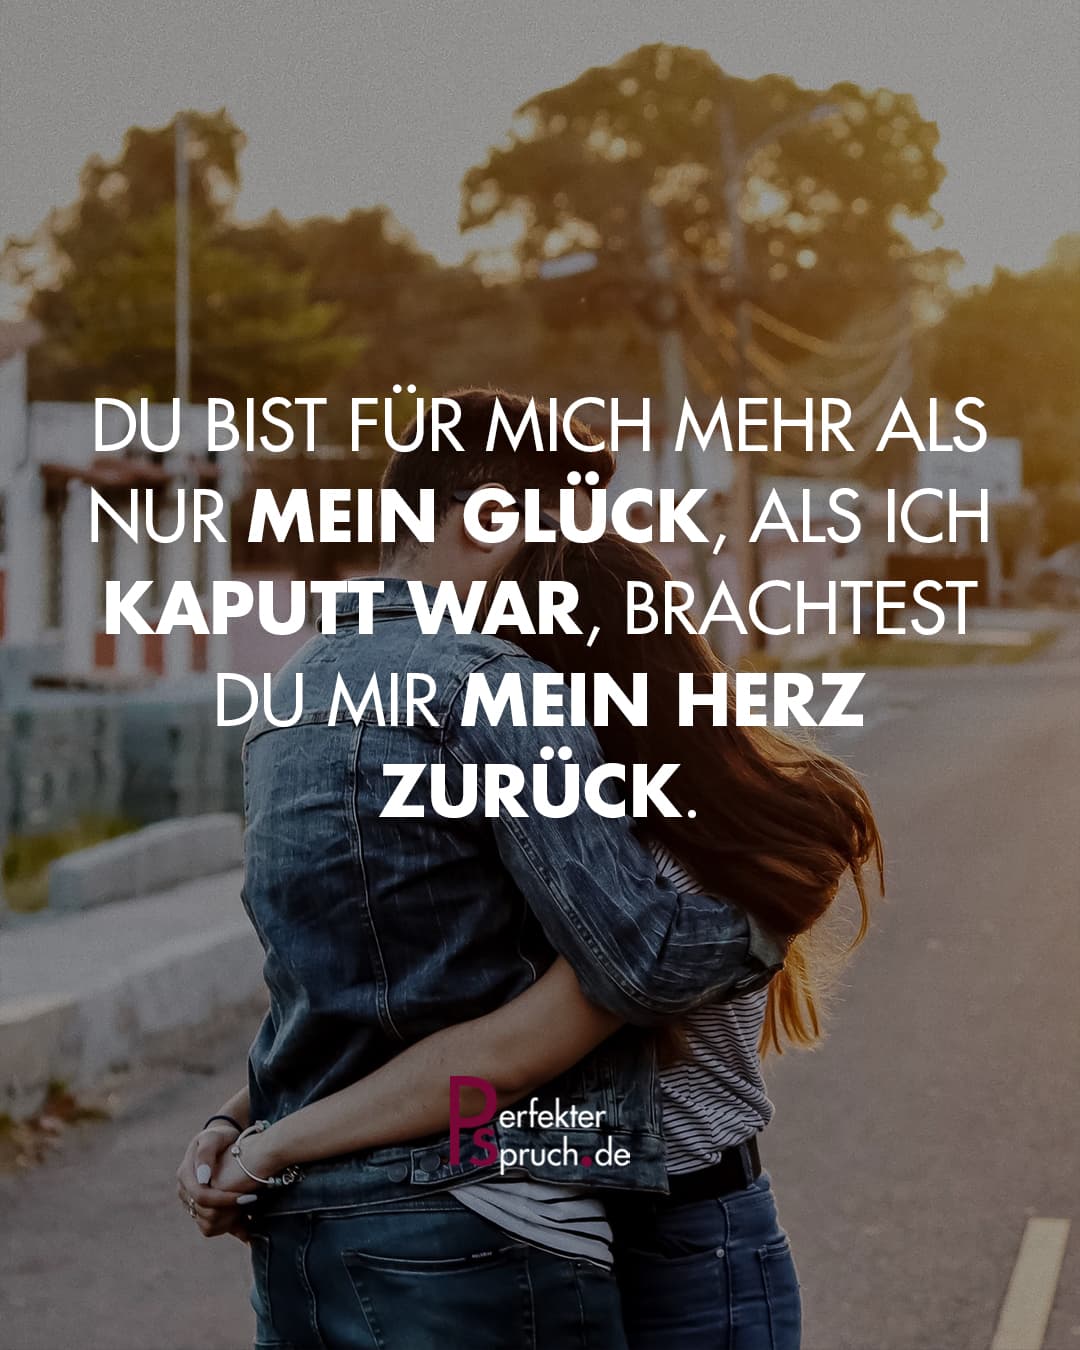 DU BIST FÜR MICH MEHR ALS
NUR MEIN GLÜCK, ALS ICH
KAPUTT WAR, BRACHTEST
DU MIR MEIN HERZ
ZURÜCK.
Perfekter
Spruch.de